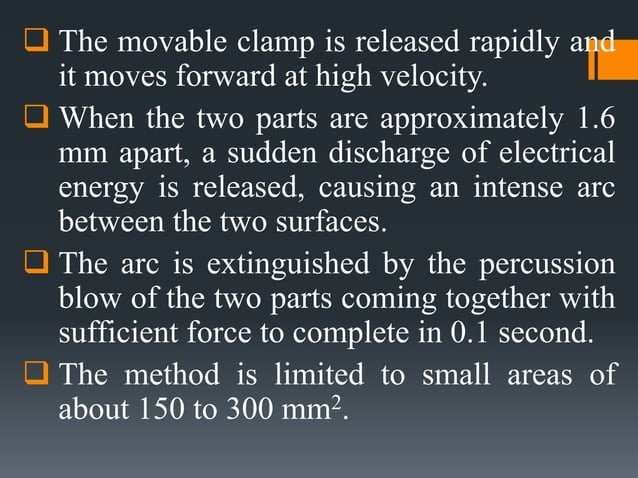 ❑ The movable clamp is released rapidly and
it moves forward at high velocity.
❑ When the two parts are approximately 1.6
mm apart, a sudden discharge of electrical
energy is released, causing an intense arc
between the two surfaces.
❑ The arc is extinguished by the percussion
blow of the two parts coming together with
sufficient force to complete in 0.1 second.
❑ The method is limited to small areas of
about 150 to 300 mm².